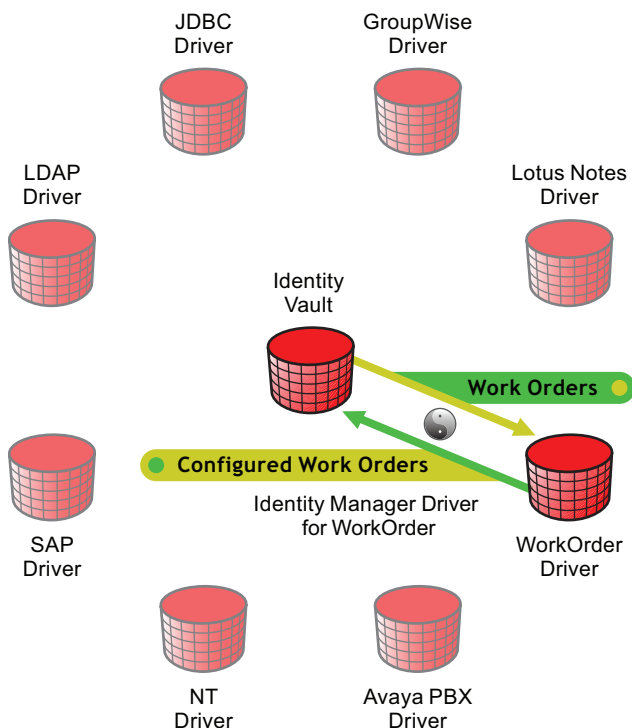 JDBC
Driver
GroupWise
Driver
LDAP
Driver
Lotus Notes
Driver
Identity
Vault
Work Orders
Configured Work Orders
Identity Manager Driver
for WorkOrder
SAP
Driver
WorkOrder
Driver
NT
Driver
Avaya PBX
Driver